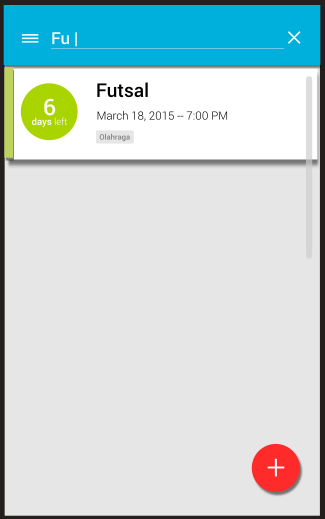 Fu
Futsal
6
days left
March 18, 2015 -- 7:00 PM
Olahraga